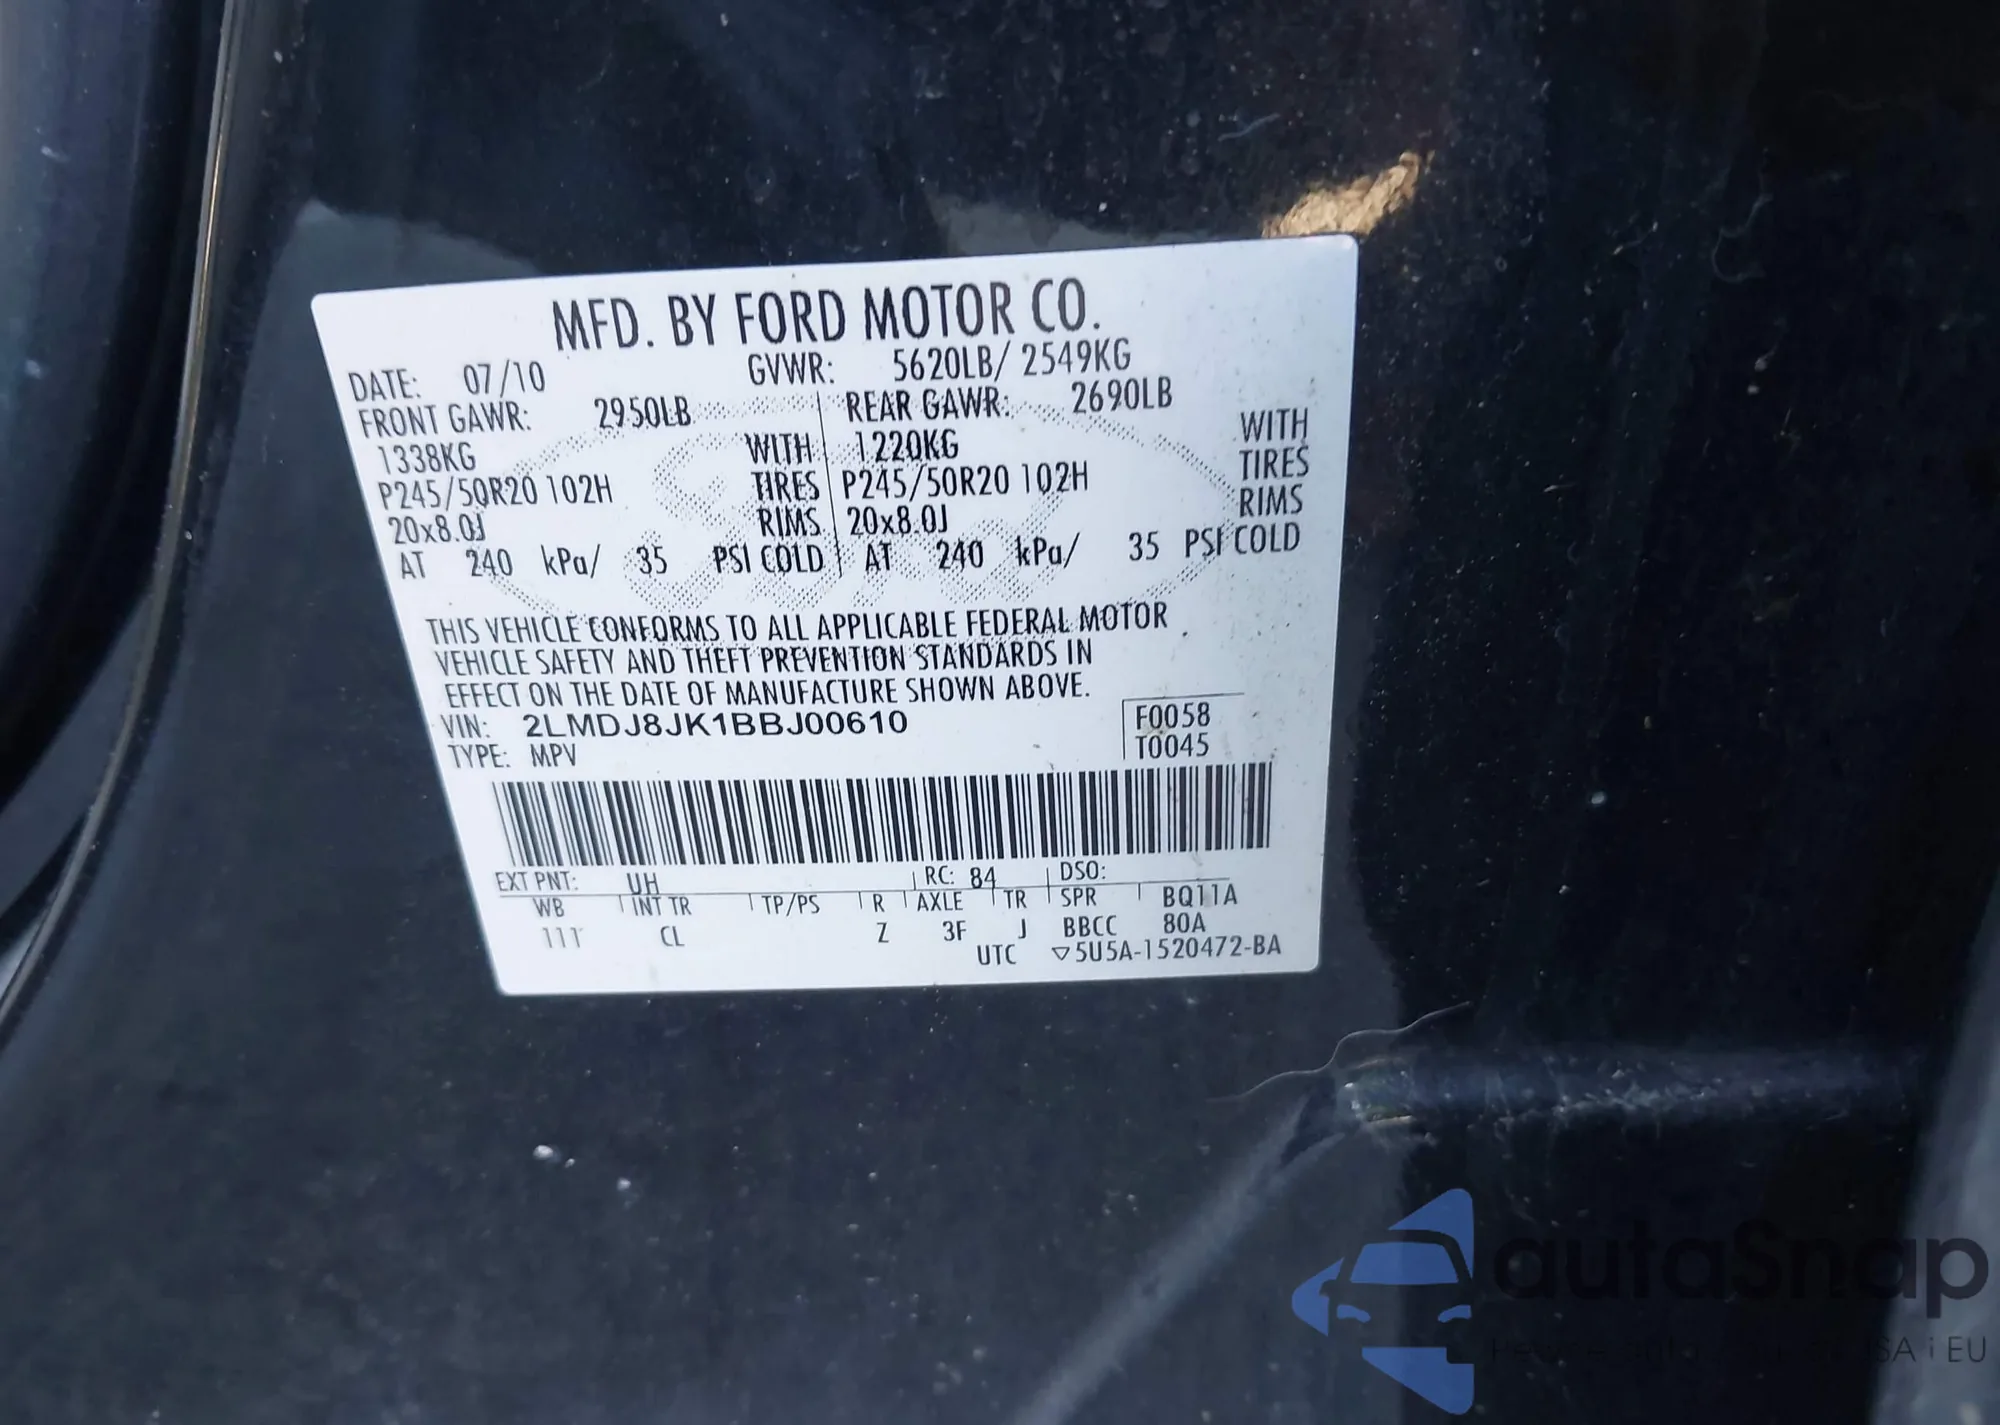 MFD. BY FORD MOTOR CO.
DATE: 07/10 GVWR: 5620LB/ 2549KG
FRONT GAWR: 2950LB REAR GAWR: 2690LB
1338KG WITH 1220KG WITH
P245/50R20 102H TIRES P245/50R20 102H TIRES
20x8.0J RIMS 20x8.0J RIMS
AT 240 kPa/ 35 PSI COLD AT 240 kPa/ 35 PSI COLD
THIS VEHICLE CONFORMS TO ALL APPLICABLE FEDERAL MOTOR
VEHICLE SAFETY AND THEFT PREVENTION STANDARDS IN
EFFECT ON THE DATE OF MANUFACTURE SHOWN ABOVE.
VIN: 2LMDJ8JK1BBJ00610 F0058
TYPE: MPV T0045
EXT PNT: UH RC: 84 DSO:
WB INT TR TP/PS R AXLE TR SPR BQ11A
111 CL Z 3F J BBCC 80A
UTC ▽5U5A-1520472-BA
autaSnap
USA i EU